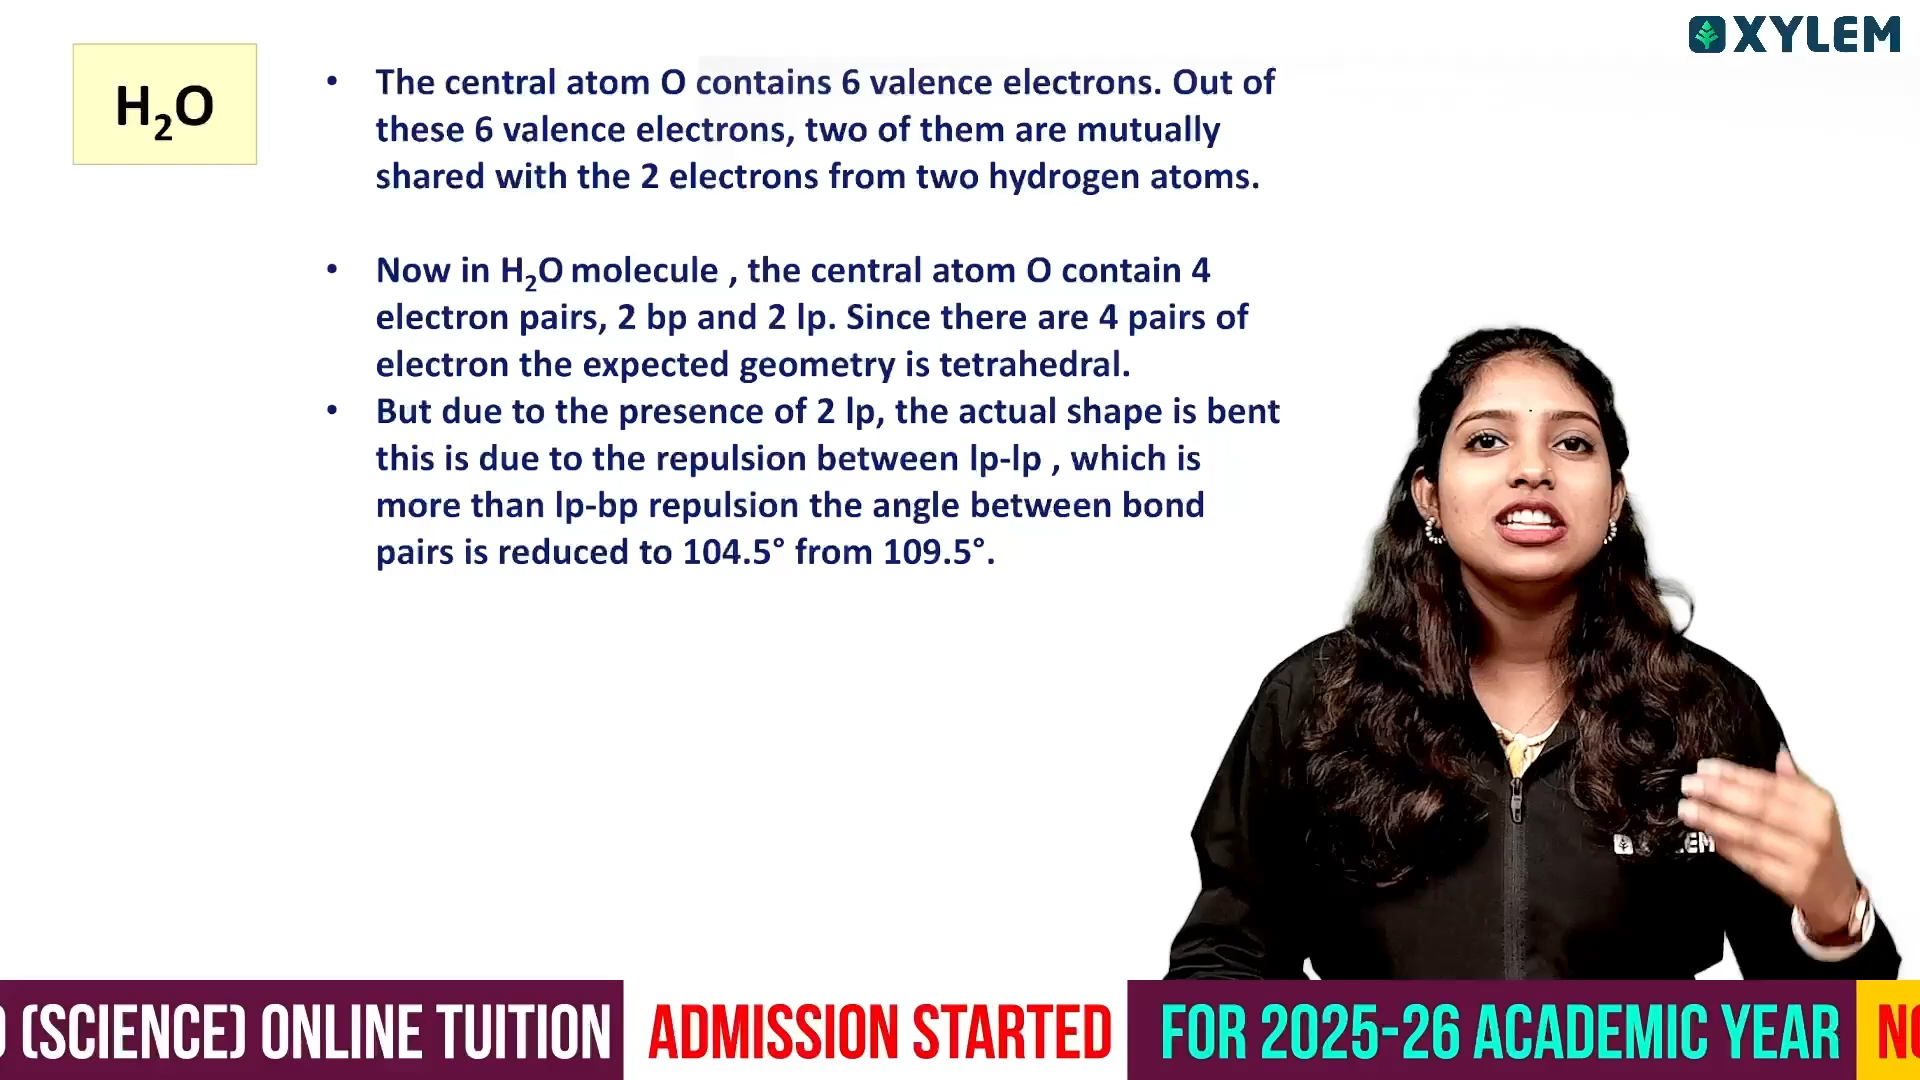 XYLEM
H₂O
• The central atom O contains 6 valence electrons. Out of
these 6 valence electrons, two of them are mutually
shared with the 2 electrons from two hydrogen atoms.
• Now in H₂O molecule , the central atom O contain 4
electron pairs, 2 bp and 2 lp. Since there are 4 pairs of
electron the expected geometry is tetrahedral.
• But due to the presence of 2 lp, the actual shape is bent
this is due to the repulsion between lp-lp , which is
more than lp-bp repulsion the angle between bond
pairs is reduced to 104.5° from 109.5°.
(SCIENCE) ONLINE TUITION ADMISSION STARTED FOR 2025-26 ACADEMIC YEAR